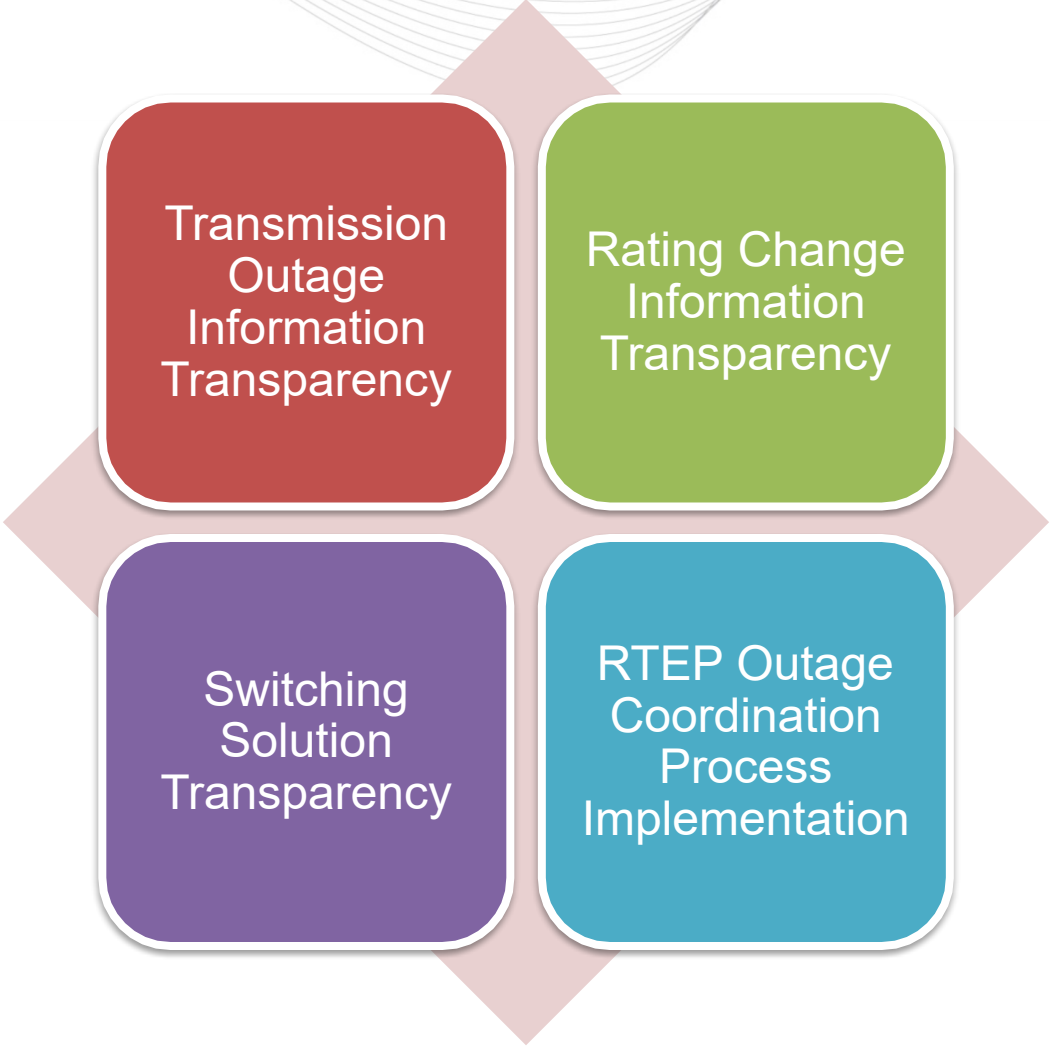 Transmission
Outage
Information
Transparency
Rating Change
Information
Transparency
Switching
Solution
Transparency
RTEP Outage
Coordination
Process
Implementation